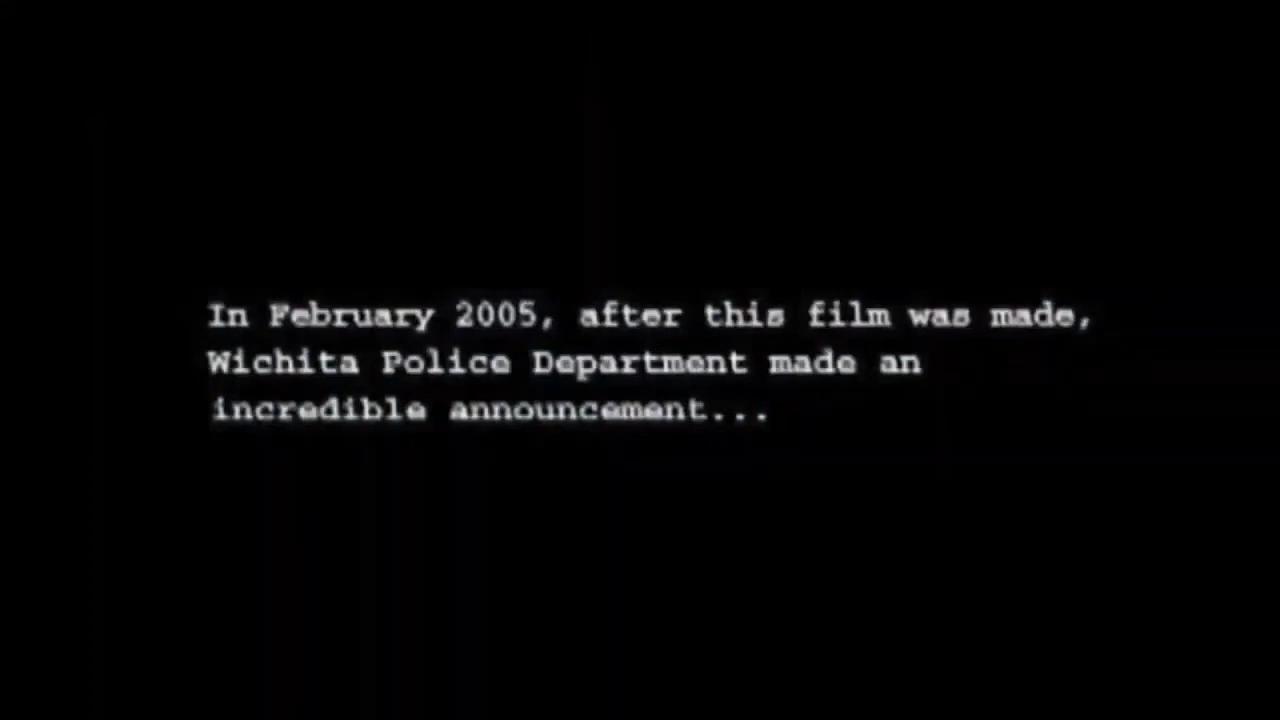 In February 2005, after this film was made,
Wichita Police Department made an
incredible announcement...